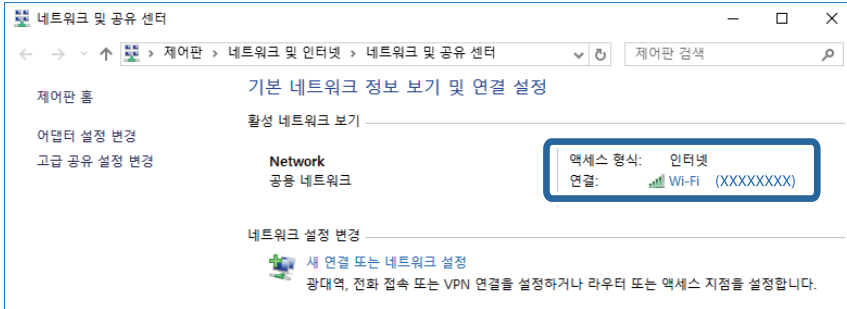 네트워크 및 공유 센터
제어판 > 네트워크 및 인터넷 > 네트워크 및 공유 센터 제어판 검색
제어판 홈
어댑터 설정 변경
고급 공유 설정 변경
기본 네트워크 정보 보기 및 연결 설정
활성 네트워크 보기
Network
공용 네트워크
액세스 형식: 인터넷
연결: Wi-Fi (XXXXXXXX)
네트워크 설정 변경
새 연결 또는 네트워크 설정
광대역, 전화 접속 또는 VPN 연결을 설정하거나 라우터 또는 액세스 지점을 설정합니다.